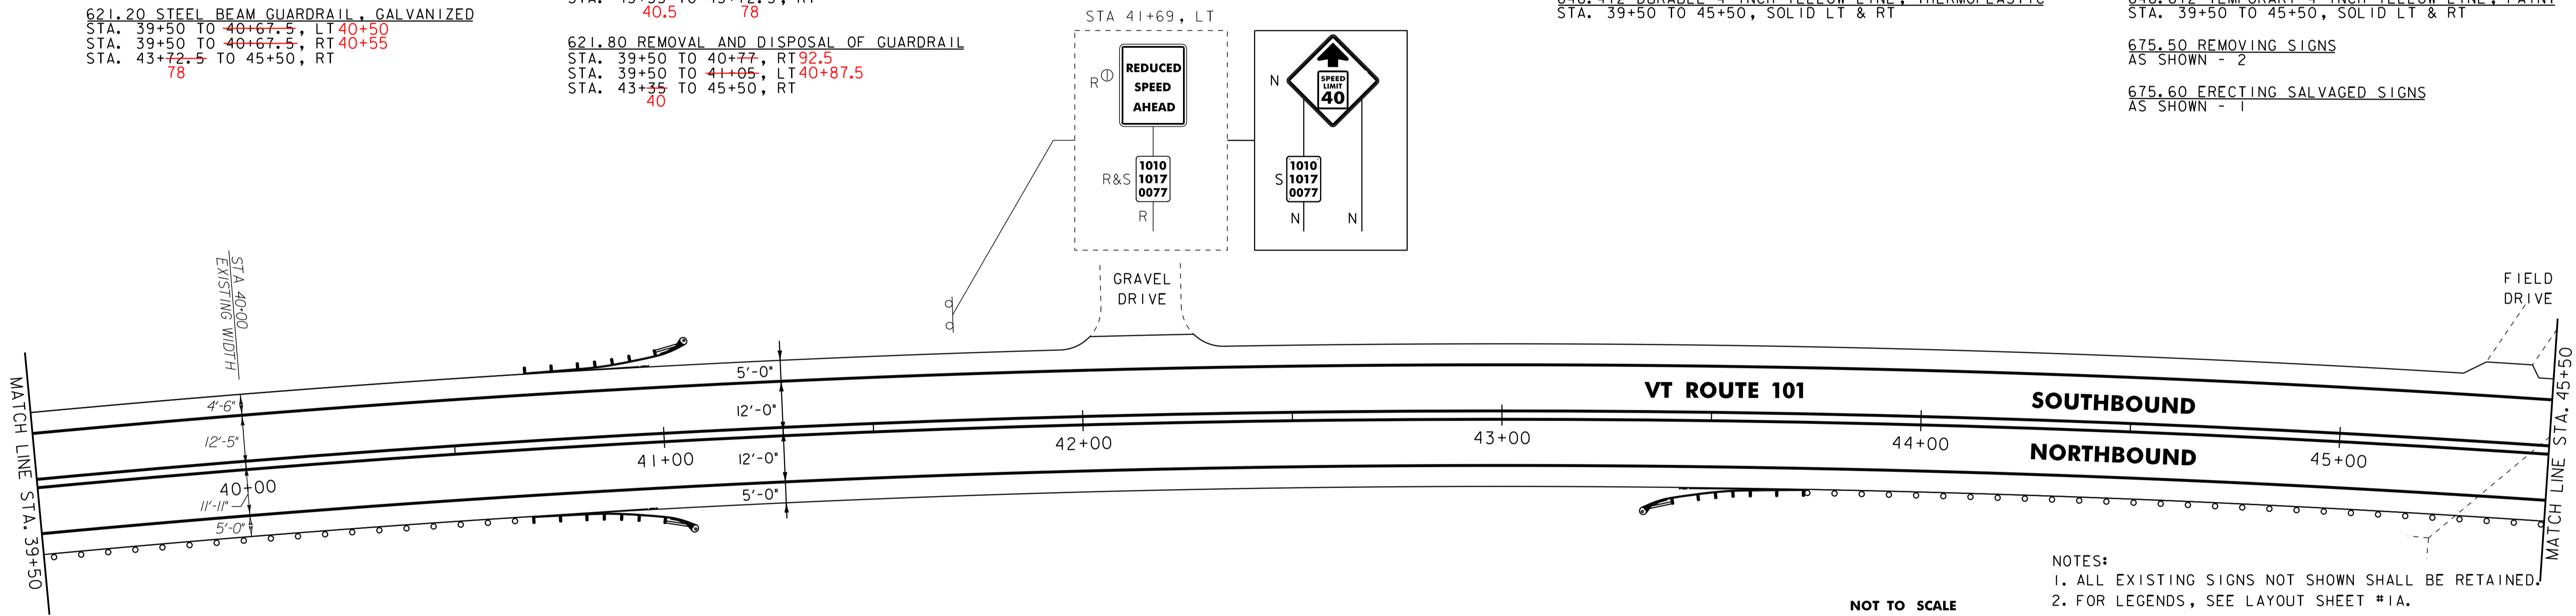 621.20 STEEL BEAM GUARDRAIL, GALVANIZED
STA. 39+50 TO 40+67.5, LT 40+50
STA. 39+50 TO 40+67.5, RT 40+55
STA. 43+72.5 TO 45+50, RT
78
40.5 78
621.80 REMOVAL AND DISPOSAL OF GUARDRAIL
STA. 39+50 TO 40+77, RT 92.5
STA. 39+50 TO 41+05, LT 40+87.5
STA. 43+35 TO 45+50, RT
40
STA 41+69, LT
R
REDUCED
SPEED
AHEAD
R&S
1010
1017
0077
R
N
SPEED
LIMIT
40
S
1010
1017
0077
N
N
STA. 39+50 TO 45+50, SOLID LT & RT
STA. 39+50 TO 45+50, SOLID LT & RT
675.50 REMOVING SIGNS
AS SHOWN - 2
675.60 ERECTING SALVAGED SIGNS
AS SHOWN - 1
STA 40+00
EXISTING WIDTH
GRAVEL
DRIVE
FIELD
DRIVE
MATCH LINE STA. 39+50
4'-6"
12'-5"
40+00
11'-11"
5'-0"
41+00
5'-0"
12'-0"
12'-0"
5'-0"
42+00
43+00
VT ROUTE 101
44+00
SOUTHBOUND
NORTHBOUND
45+00
MATCH LINE STA. 45+50
NOTES:
1. ALL EXISTING SIGNS NOT SHOWN SHALL BE RETAINED.
2. FOR LEGENDS, SEE LAYOUT SHEET #1A.
NOT TO SCALE